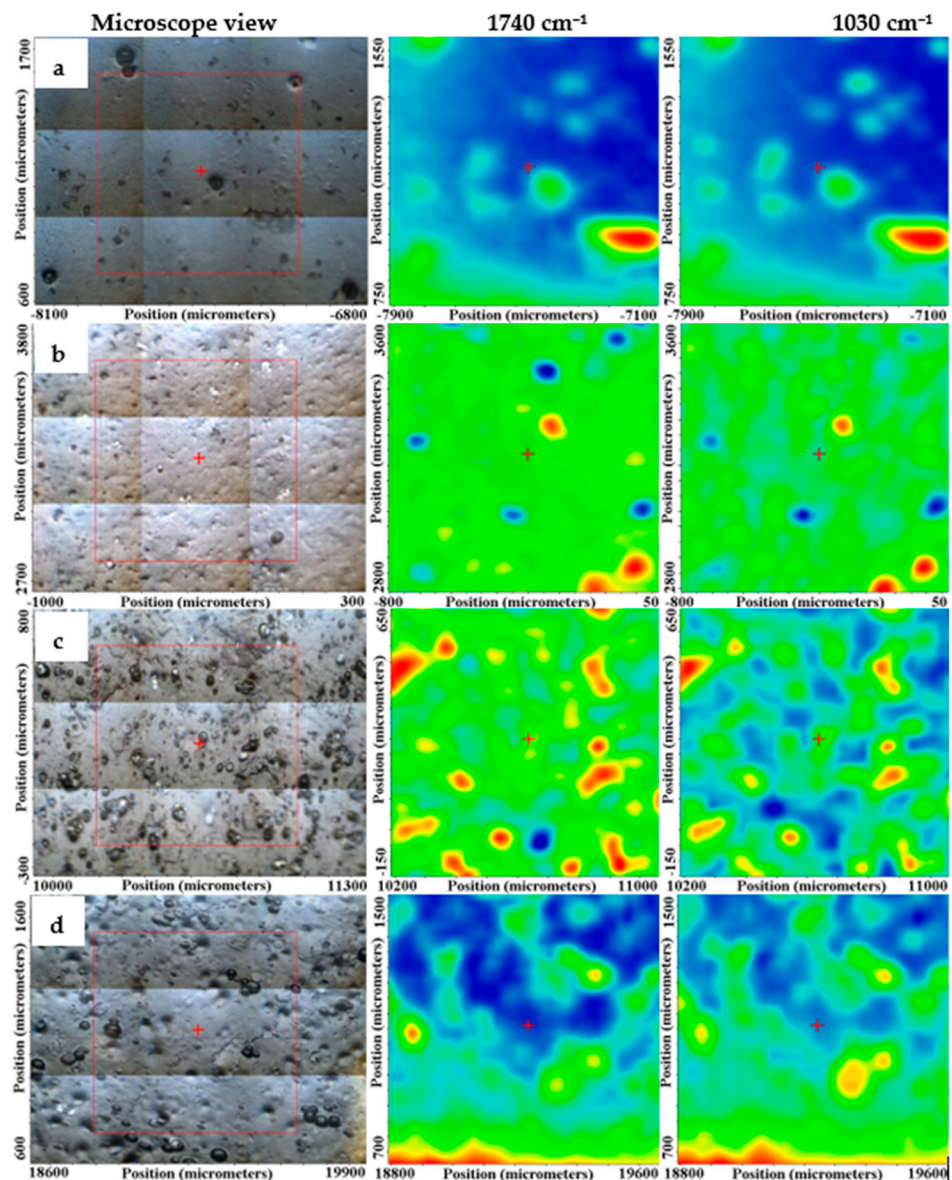 Microscope view 1740 cm⁻¹ 1030 cm⁻¹
a
Position (micrometers)
1700
600
-8100 Position (micrometers) -6800
Position (micrometers)
1550
750
-7900 Position (micrometers) -7100
Position (micrometers)
1550
750
-7900 Position (micrometers) -7100
b
Position (micrometers)
3800
2700
-1000 Position (micrometers) 300
Position (micrometers)
3600
2800
-800 Position (micrometers) 50
Position (micrometers)
3600
2800
-800 Position (micrometers) 50
c
Position (micrometers)
800
-300
10000 Position (micrometers) 11300
Position (micrometers)
650
-150
10200 Position (micrometers) 11000
Position (micrometers)
650
-150
10200 Position (micrometers) 11000
d
Position (micrometers)
1600
600
18600 Position (micrometers) 19900
Position (micrometers)
1500
700
18800 Position (micrometers) 19600
Position (micrometers)
1500
700
18800 Position (micrometers) 19600